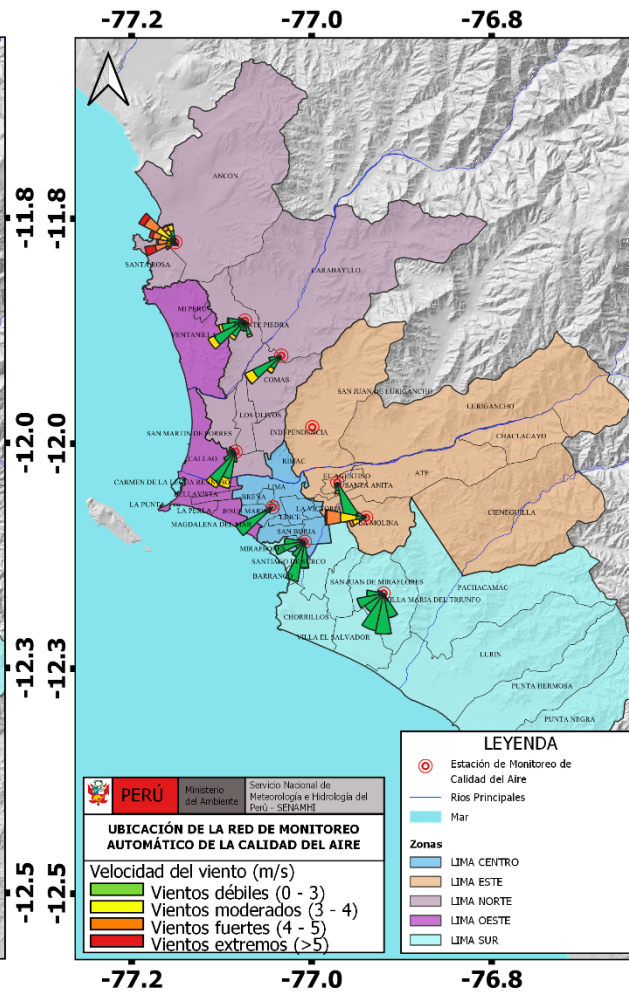 -77.2 -77.0 -76.8
-11.8 -11.8
-12.0 -12.0
-12.3 -12.3
-12.5 -12.5
ANCON
SANTA ROSA
CARABAYLLO
MI PERU
VENTANILLA
PUENTE PIEDRA
COMAS
SAN JUAN DE LURIGANCHO
LURIGANCHO
LOS OLIVOS
INDEPENDENCIA
CHACLACAYO
SAN MARTIN DE PORRES
RIMAC
CALLAO
ATE
EL AGUSTINO
SANTA ANITA
CARMEN DE LA LEGUA REYNOSO
LIMA
BELLAVISTA
BREÑA
CIENEGUILLA
LA PUNTA
LA PERLA
JESUS MARIA
LA VICTORIA
LINCE
LA MOLINA
MAGDALENA DEL MAR
SAN BORJA
MIRAFLORES
SANTIAGO DE SURCO
BARRANCO
SAN JUAN DE MIRAFLORES
PACHACAMAC
VILLA MARIA DEL TRIUNFO
CHORRILLOS
VILLA EL SALVADOR
LURIN
PUNTA HERMOSA
PUNTA NEGRA
PERÚ
Ministerio
del Ambiente
Servicio Nacional de
Meteorología e Hidrología del
Perú - SENAMHI
UBICACIÓN DE LA RED DE MONITOREO
AUTOMÁTICO DE LA CALIDAD DEL AIRE
Velocidad del viento (m/s)
Vientos débiles (0 - 3)
Vientos moderados (3 - 4)
Vientos fuertes (4 - 5)
Vientos extremos (>5)
LEYENDA
Estación de Monitoreo de
Calidad del Aire
Rios Principales
Mar
Zonas
LIMA CENTRO
LIMA ESTE
LIMA NORTE
LIMA OESTE
LIMA SUR
-77.2 -77.0 -76.8